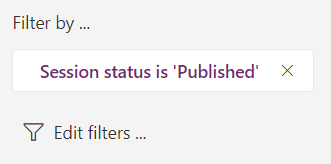 Filter by ...
Session status is 'Published'
Edit filters ...